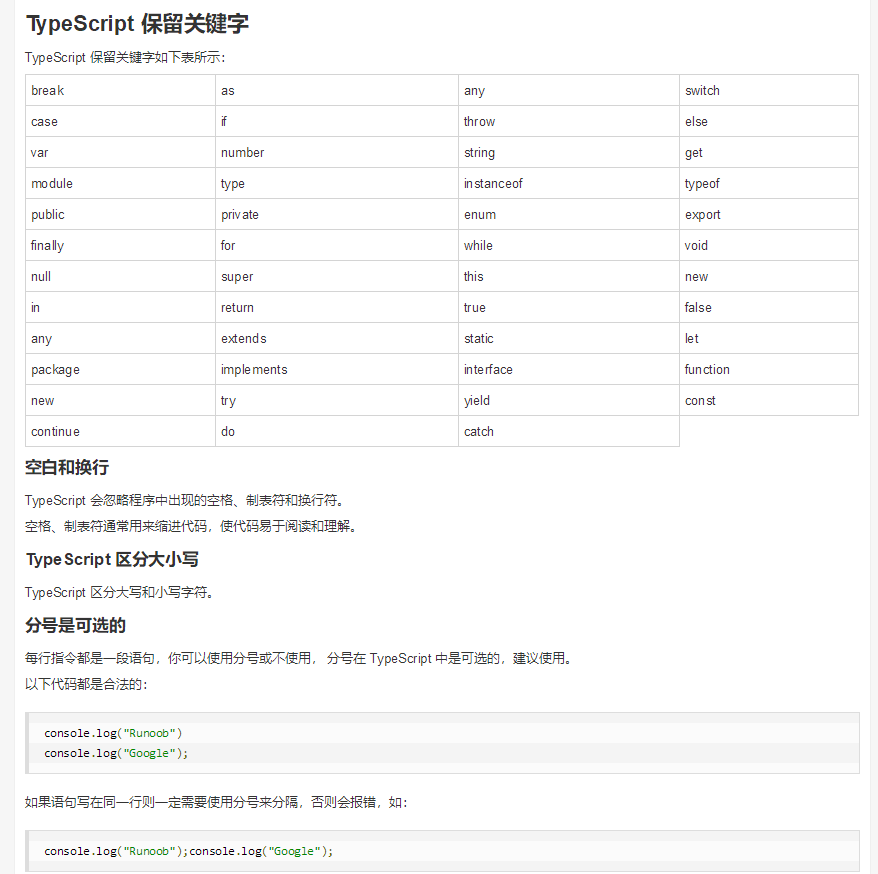 TypeScript 保留关键字
TypeScript 保留关键字如下表所示：
break as any switch
case if throw else
var number string get
module type instanceof typeof
public private enum export
finally for while void
null super this new
in return true false
any extends static let
package implements interface function
new try yield const
continue do catch
空白和换行
TypeScript 会忽略程序中出现的空格、制表符和换行符。
空格、制表符通常用来缩进代码，使代码易于阅读和理解。
TypeScript 区分大小写
TypeScript 区分大写和小写字符。
分号是可选的
每行指令都是一段语句，你可以使用分号或不使用， 分号在 TypeScript 中是可选的，建议使用。
以下代码都是合法的：
console.log("Runoob")
console.log("Google");
如果语句写在同一行则一定需要使用分号来分隔，否则会报错，如：
console.log("Runoob");console.log("Google");